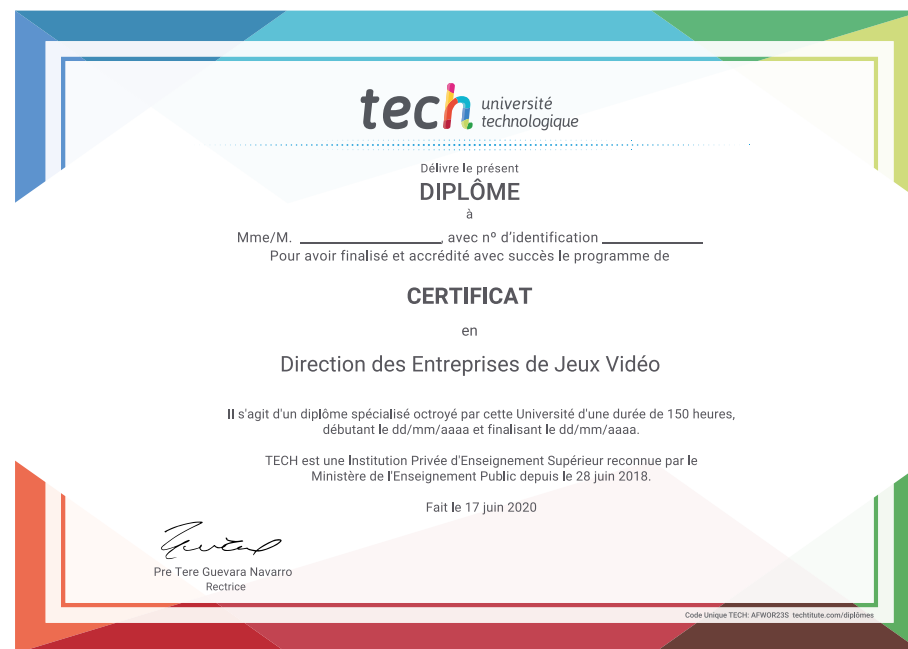 tech université
technologique
Délivre le présent
DIPLÔME
à
Mme/M. ____________________, avec nº d'identification ______________
Pour avoir finalisé et accrédité avec succès le programme de
CERTIFICAT
en
Direction des Entreprises de Jeux Vidéo
Il s'agit d'un diplôme spécialisé octroyé par cette Université d'une durée de 150 heures,
débutant le dd/mm/aaaa et finalisant le dd/mm/aaaa.
TECH est une Institution Privée d'Enseignement Supérieur reconnue par le
Ministère de l'Enseignement Public depuis le 28 juin 2018.
Fait le 17 juin 2020
Pre Tere Guevara Navarro
Rectrice
Code Unique TECH: AFWOR23S techtitute.com/diplômes